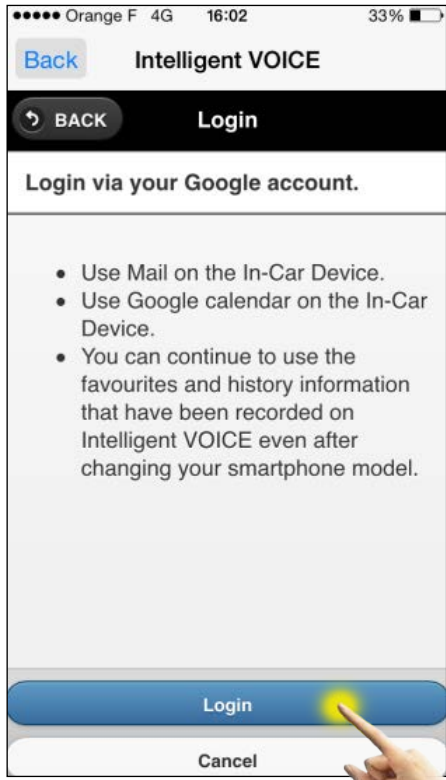 Orange F 4G 16:02 33%
Back Intelligent VOICE
BACK Login
Login via your Google account.
• Use Mail on the In-Car Device.
• Use Google calendar on the In-Car
Device.
• You can continue to use the
favourites and history information
that have been recorded on
Intelligent VOICE even after
changing your smartphone model.
Login
Cancel